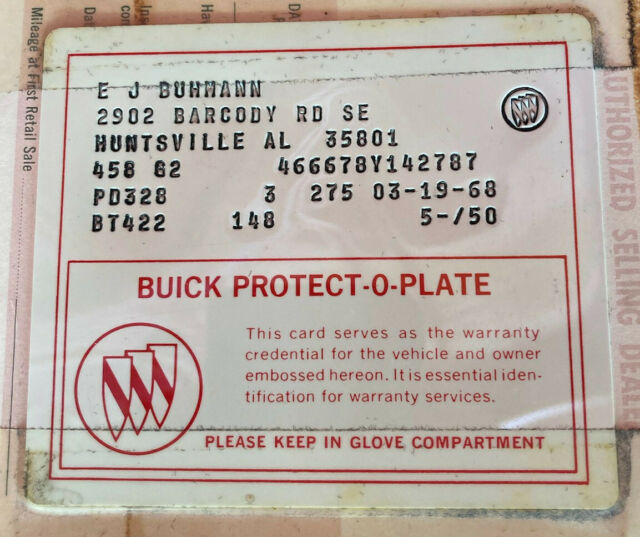 E J BUHMANN
2902 BARCODY RD SE
HUNTSVILLE AL 35801
458 G2 466678Y142787
PD328 3 275 03-19-68
BT422 148 5-/50
BUICK PROTECT-O-PLATE
This card serves as the warranty
credential for the vehicle and owner
embossed hereon. It is essential iden-
tification for warranty services.
PLEASE KEEP IN GLOVE COMPARTMENT
Mileage at First Retail Sale
SELLING